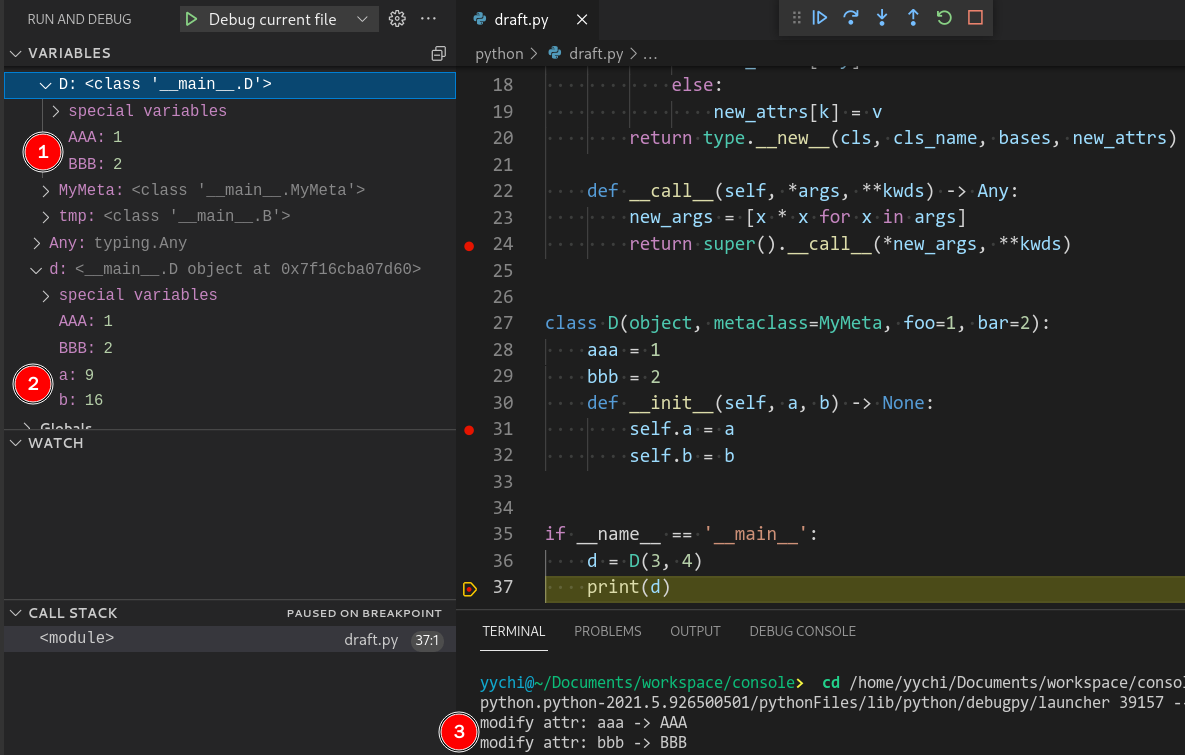 RUN AND DEBUG
Debug current file
VARIABLES
D: <class '__main__.D'>
special variables
AAA: 1
1
BBB: 2
MyMeta: <class '__main__.MyMeta'>
tmp: <class '__main__.B'>
Any: typing.Any
d: <__main__.D object at 0x7f16cba07d60>
special variables
AAA: 1
BBB: 2
a: 9
2
b: 16
Globals
WATCH
CALL STACK
PAUSED ON BREAKPOINT
<module>
draft.py 37:1
draft.py
python > draft.py > ...
18 else:
19 new_attrs[k] = v
20 return type.__new__(cls, cls_name, bases, new_attrs)
21
22 def __call__(self, *args, **kwds) -> Any:
23 new_args = [x * x for x in args]
24 return super().__call__(*new_args, **kwds)
25
26
27 class D(object, metaclass=MyMeta, foo=1, bar=2):
28 aaa = 1
29 bbb = 2
30 def __init__(self, a, b) -> None:
31 self.a = a
32 self.b = b
33
34
35 if __name__ == '__main__':
36 d = D(3, 4)
37 print(d)
TERMINAL PROBLEMS OUTPUT DEBUG CONSOLE
yychi@~/Documents/workspace/console> cd /home/yychi/Documents/workspace/consol
python.python-2021.5.926500501/pythonFiles/lib/python/debugpy/launcher 39157 --
modify attr: aaa -> AAA
3
modify attr: bbb -> BBB